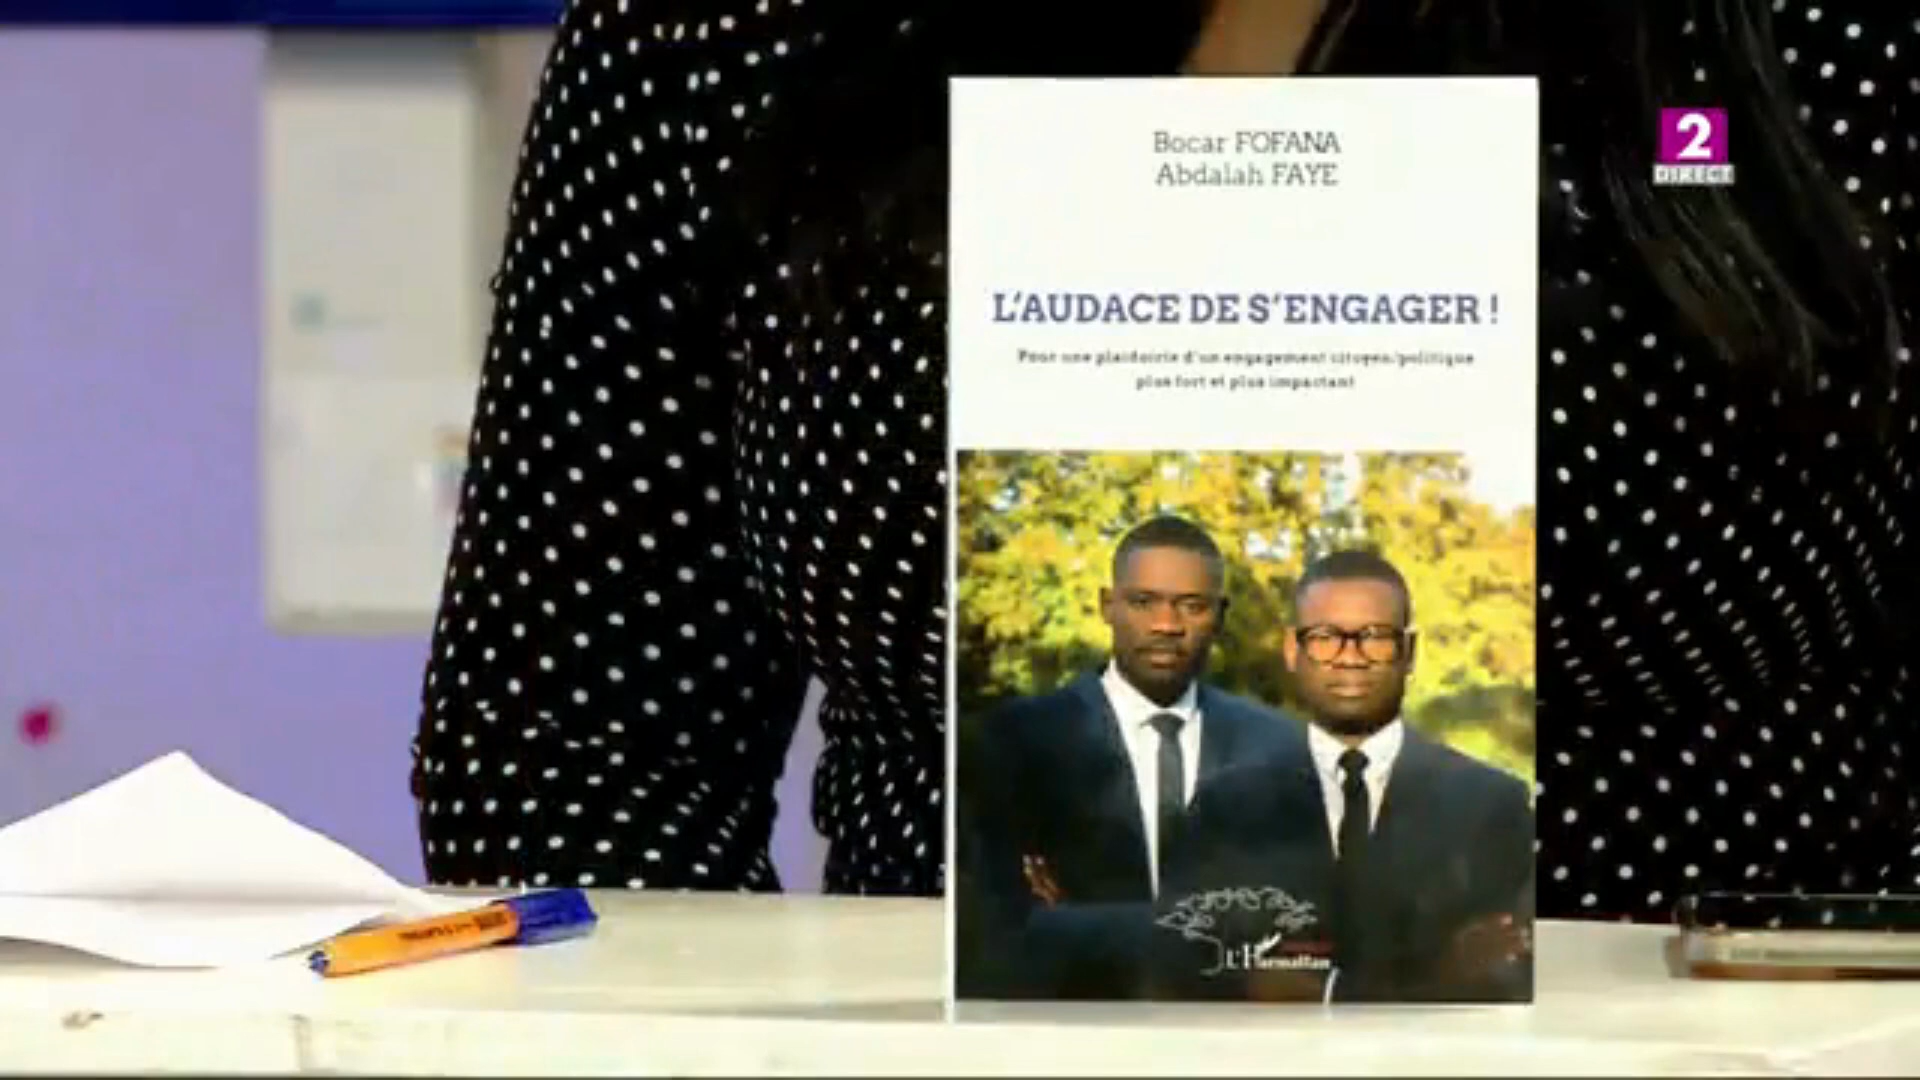 Bocar FOFANA
Abdalah FAYE
2
DIRECT
L'AUDACE DE S'ENGAGER !
Pour une plaidoirie d'un engagement citoyen/politique
plus fort et plus impactant
L'Harmattan